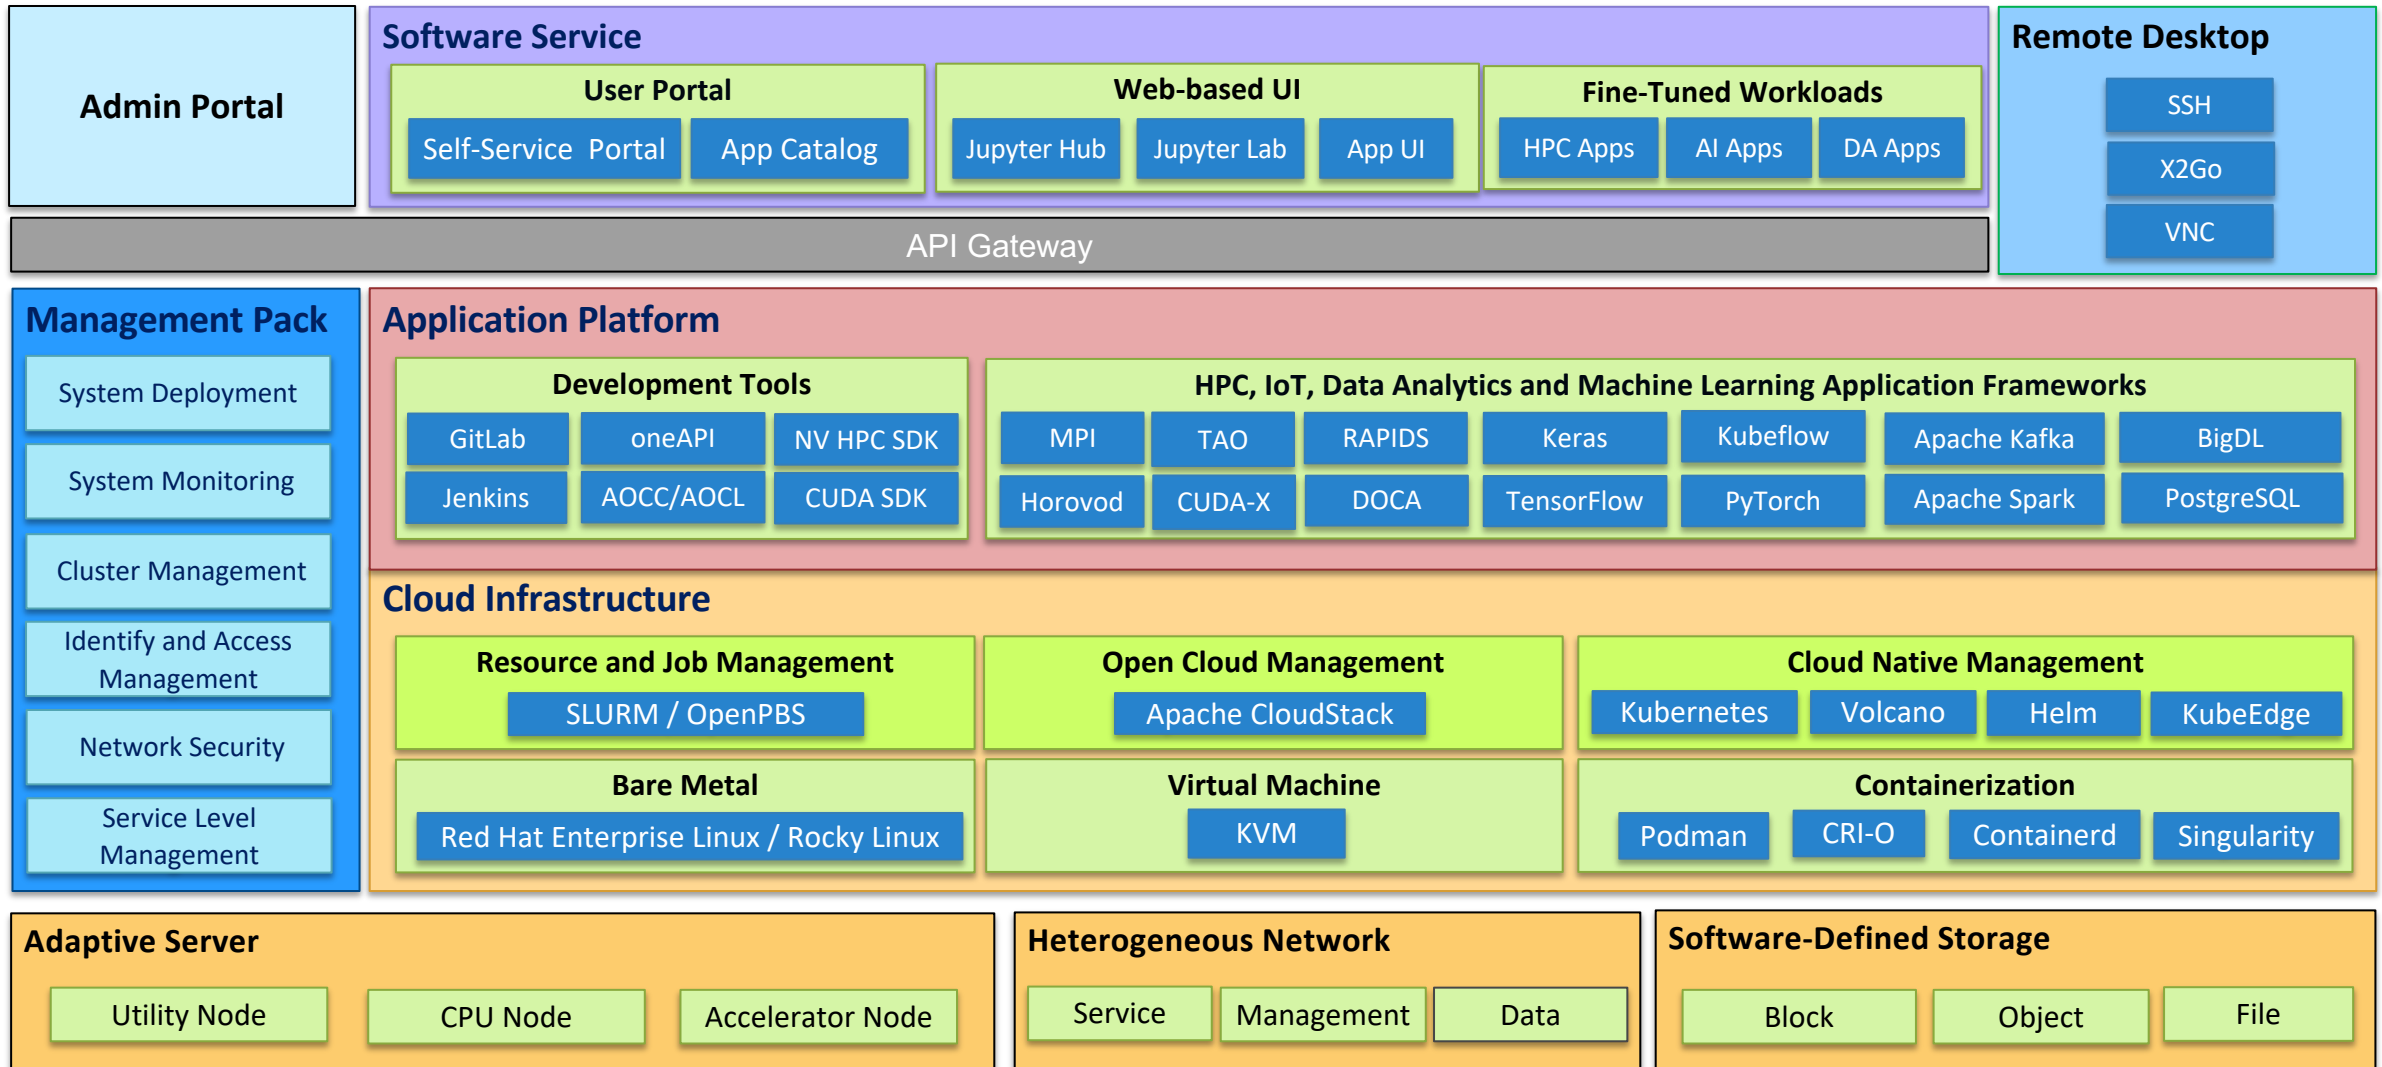 Admin Portal
Software Service
User Portal
Self-Service Portal
App Catalog
Web-based UI
Jupyter Hub
Jupyter Lab
App UI
Fine-Tuned Workloads
HPC Apps
AI Apps
DA Apps
Remote Desktop
SSH
X2Go
VNC
API Gateway
Management Pack
System Deployment
System Monitoring
Cluster Management
Identify and Access
Management
Network Security
Service Level
Management
Application Platform
Development Tools
GitLab
oneAPI
NV HPC SDK
Jenkins
AOCC/AOCL
CUDA SDK
HPC, IoT, Data Analytics and Machine Learning Application Frameworks
MPI
TAO
RAPIDS
Keras
Kubeflow
Apache Kafka
BigDL
Horovod
CUDA-X
DOCA
TensorFlow
PyTorch
Apache Spark
PostgreSQL
Cloud Infrastructure
Resource and Job Management
SLURM / OpenPBS
Open Cloud Management
Apache CloudStack
Cloud Native Management
Kubernetes
Volcano
Helm
KubeEdge
Bare Metal
Red Hat Enterprise Linux / Rocky Linux
Virtual Machine
KVM
Containerization
Podman
CRI-O
Containerd
Singularity
Adaptive Server
Utility Node
CPU Node
Accelerator Node
Heterogeneous Network
Service
Management
Data
Software-Defined Storage
Block
Object
File